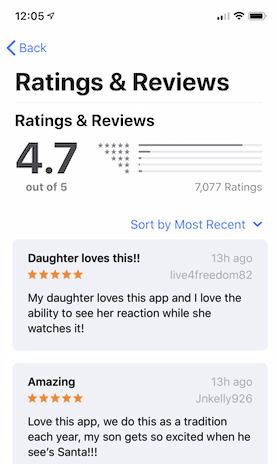 12:05
Back
Ratings & Reviews
Ratings & Reviews
4.7
out of 5
7,077 Ratings
Sort by Most Recent
Daughter loves this!!
13h ago
live4freedom82
My daughter loves this app and I love the
ability to see her reaction while she
watches it!
Amazing
13h ago
Jnkelly926
Love this app, we do this as a tradition
each year, my son gets so excited when he
see's Santa!!!